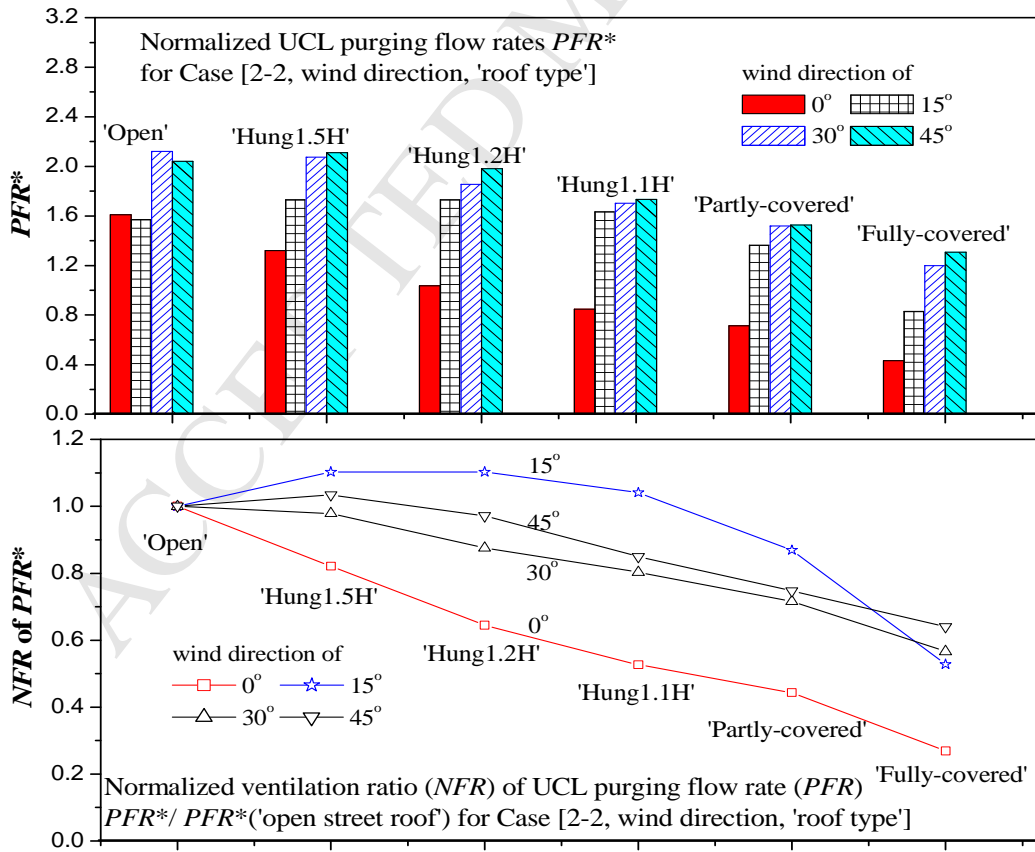 3.2
2.8
2.4
2.0
1.6
1.2
0.8
0.4
0.0
PFR*
Normalized UCL purging flow rates PFR*
for Case [2-2, wind direction, 'roof type']
wind direction of
0° 15°
30° 45°
'Open'
'Hung1.5H'
'Hung1.2H'
'Hung1.1H'
'Partly-covered'
'Fully-covered'
1.2
1.0
0.8
0.6
0.4
0.2
0.0
NFR of PFR*
15°
45°
30°
0°
'Open'
'Hung1.5H'
'Hung1.2H'
'Hung1.1H'
'Partly-covered'
'Fully-covered'
wind direction of
0° 15°
30° 45°
Normalized ventilation ratio (NFR) of UCL purging flow rate (PFR)
PFR*/ PFR*('open street roof') for Case [2-2, wind direction, 'roof type']